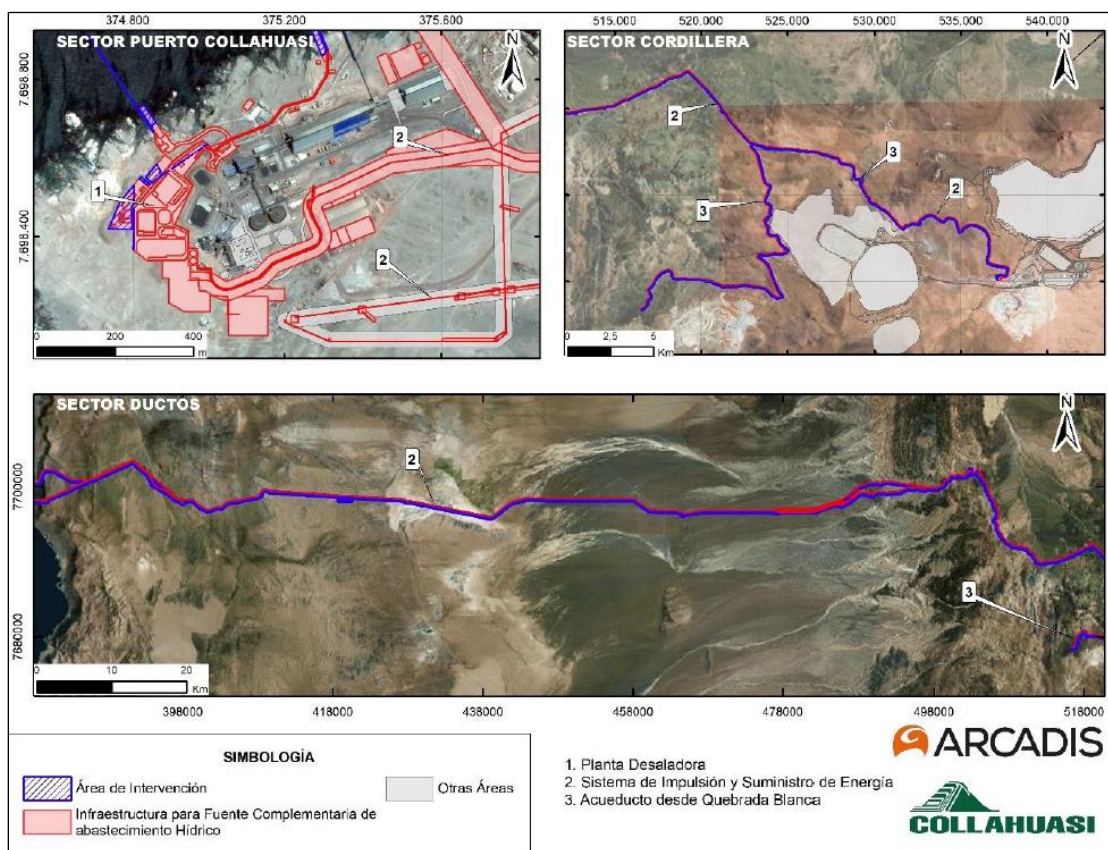 374.800 375.200 375.600
SECTOR PUERTO COLLAHUASI
N
7.698.800
7.698.400
2
1
2
0 200 400
m
515.000 520.000 525.000 530.000 535.000 540.000
SECTOR CORDILLERA
N
2
3
3
2
0 2,5 5
Km
SECTOR DUCTOS
N
7700000
7680000
2
3
0 10 20
Km
398000 418000 438000 458000 478000 498000 518000
SIMBOLOGÍA
Área de Intervención
Otras Áreas
Infraestructura para Fuente Complementaria de
abastecimiento Hídrico
1. Planta Desaladora
2. Sistema de Impulsión y Suministro de Energía
3. Acueducto desde Quebrada Blanca
ARCADIS
COLLAHUASI